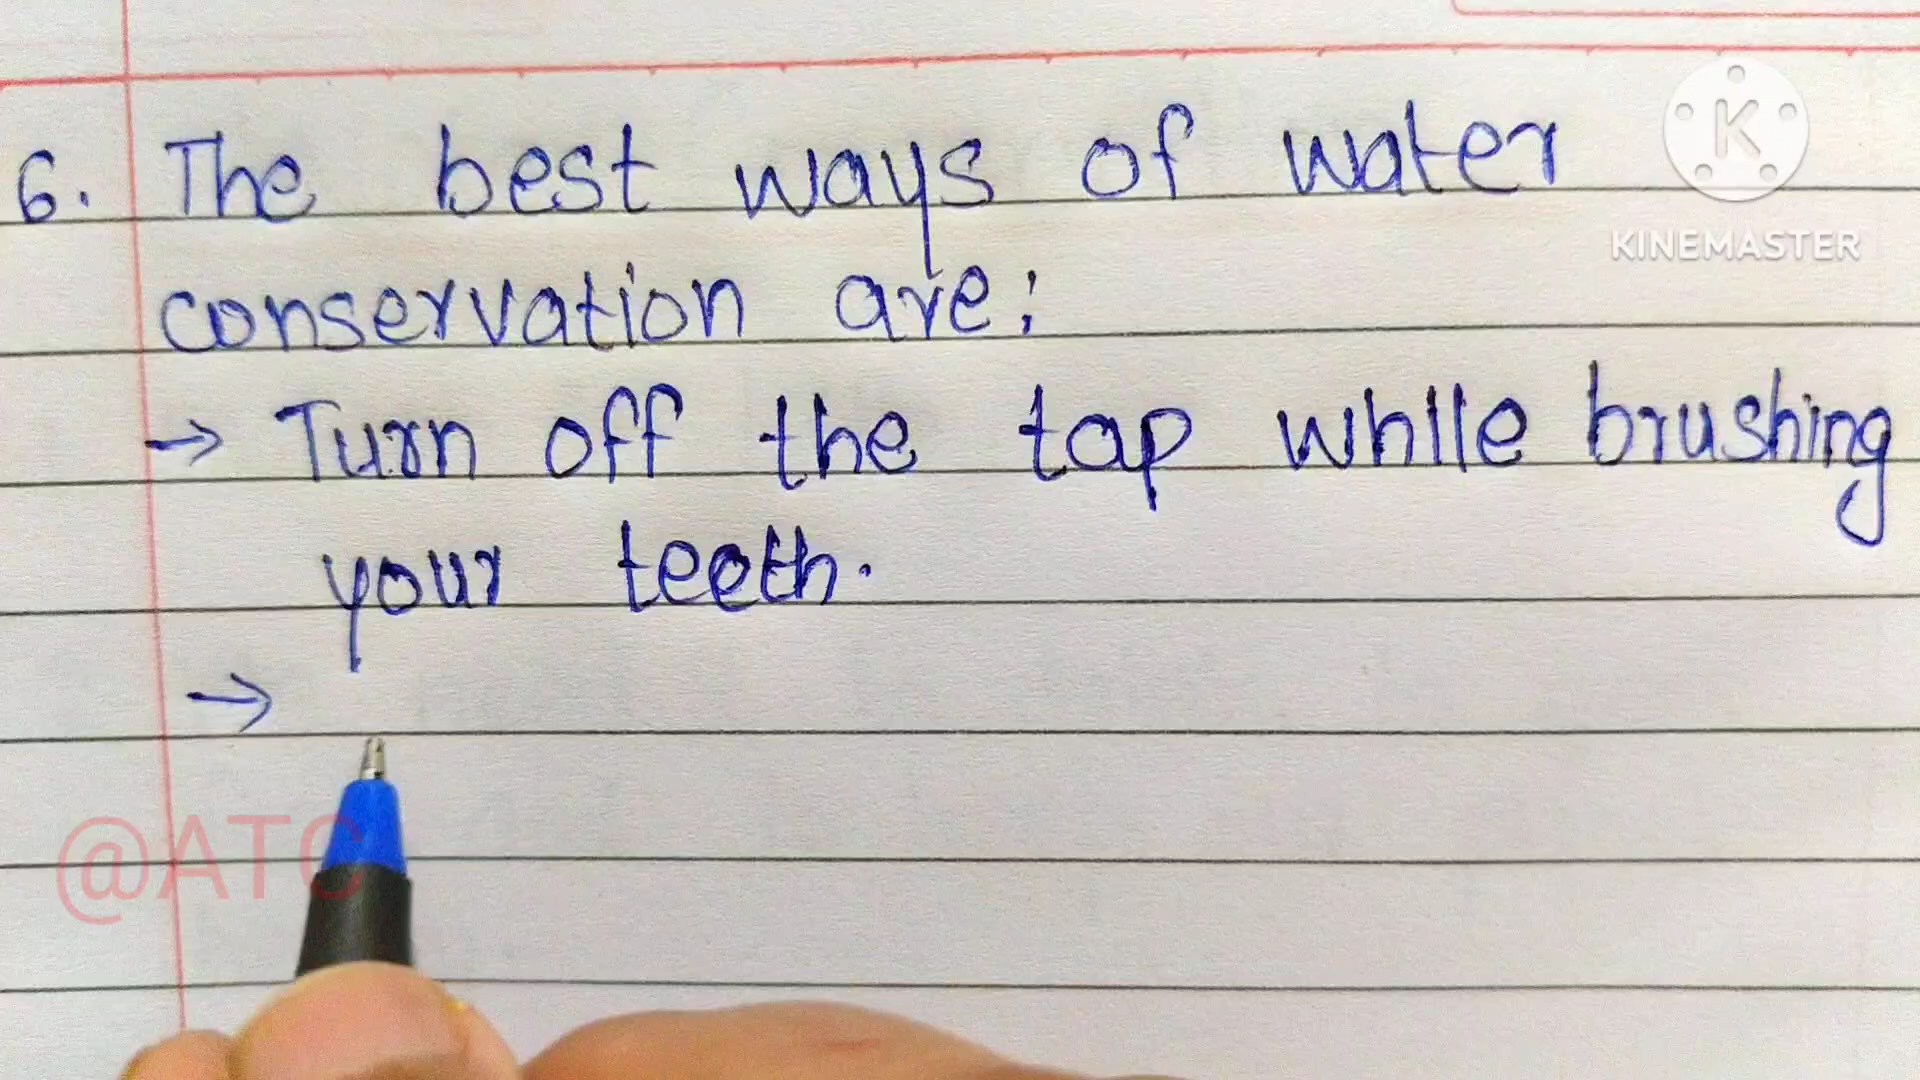 6. The best ways of water
conservation are:
→ Turn off the tap while brushing
your teeth.
→
K
KINEMASTER
@ATC